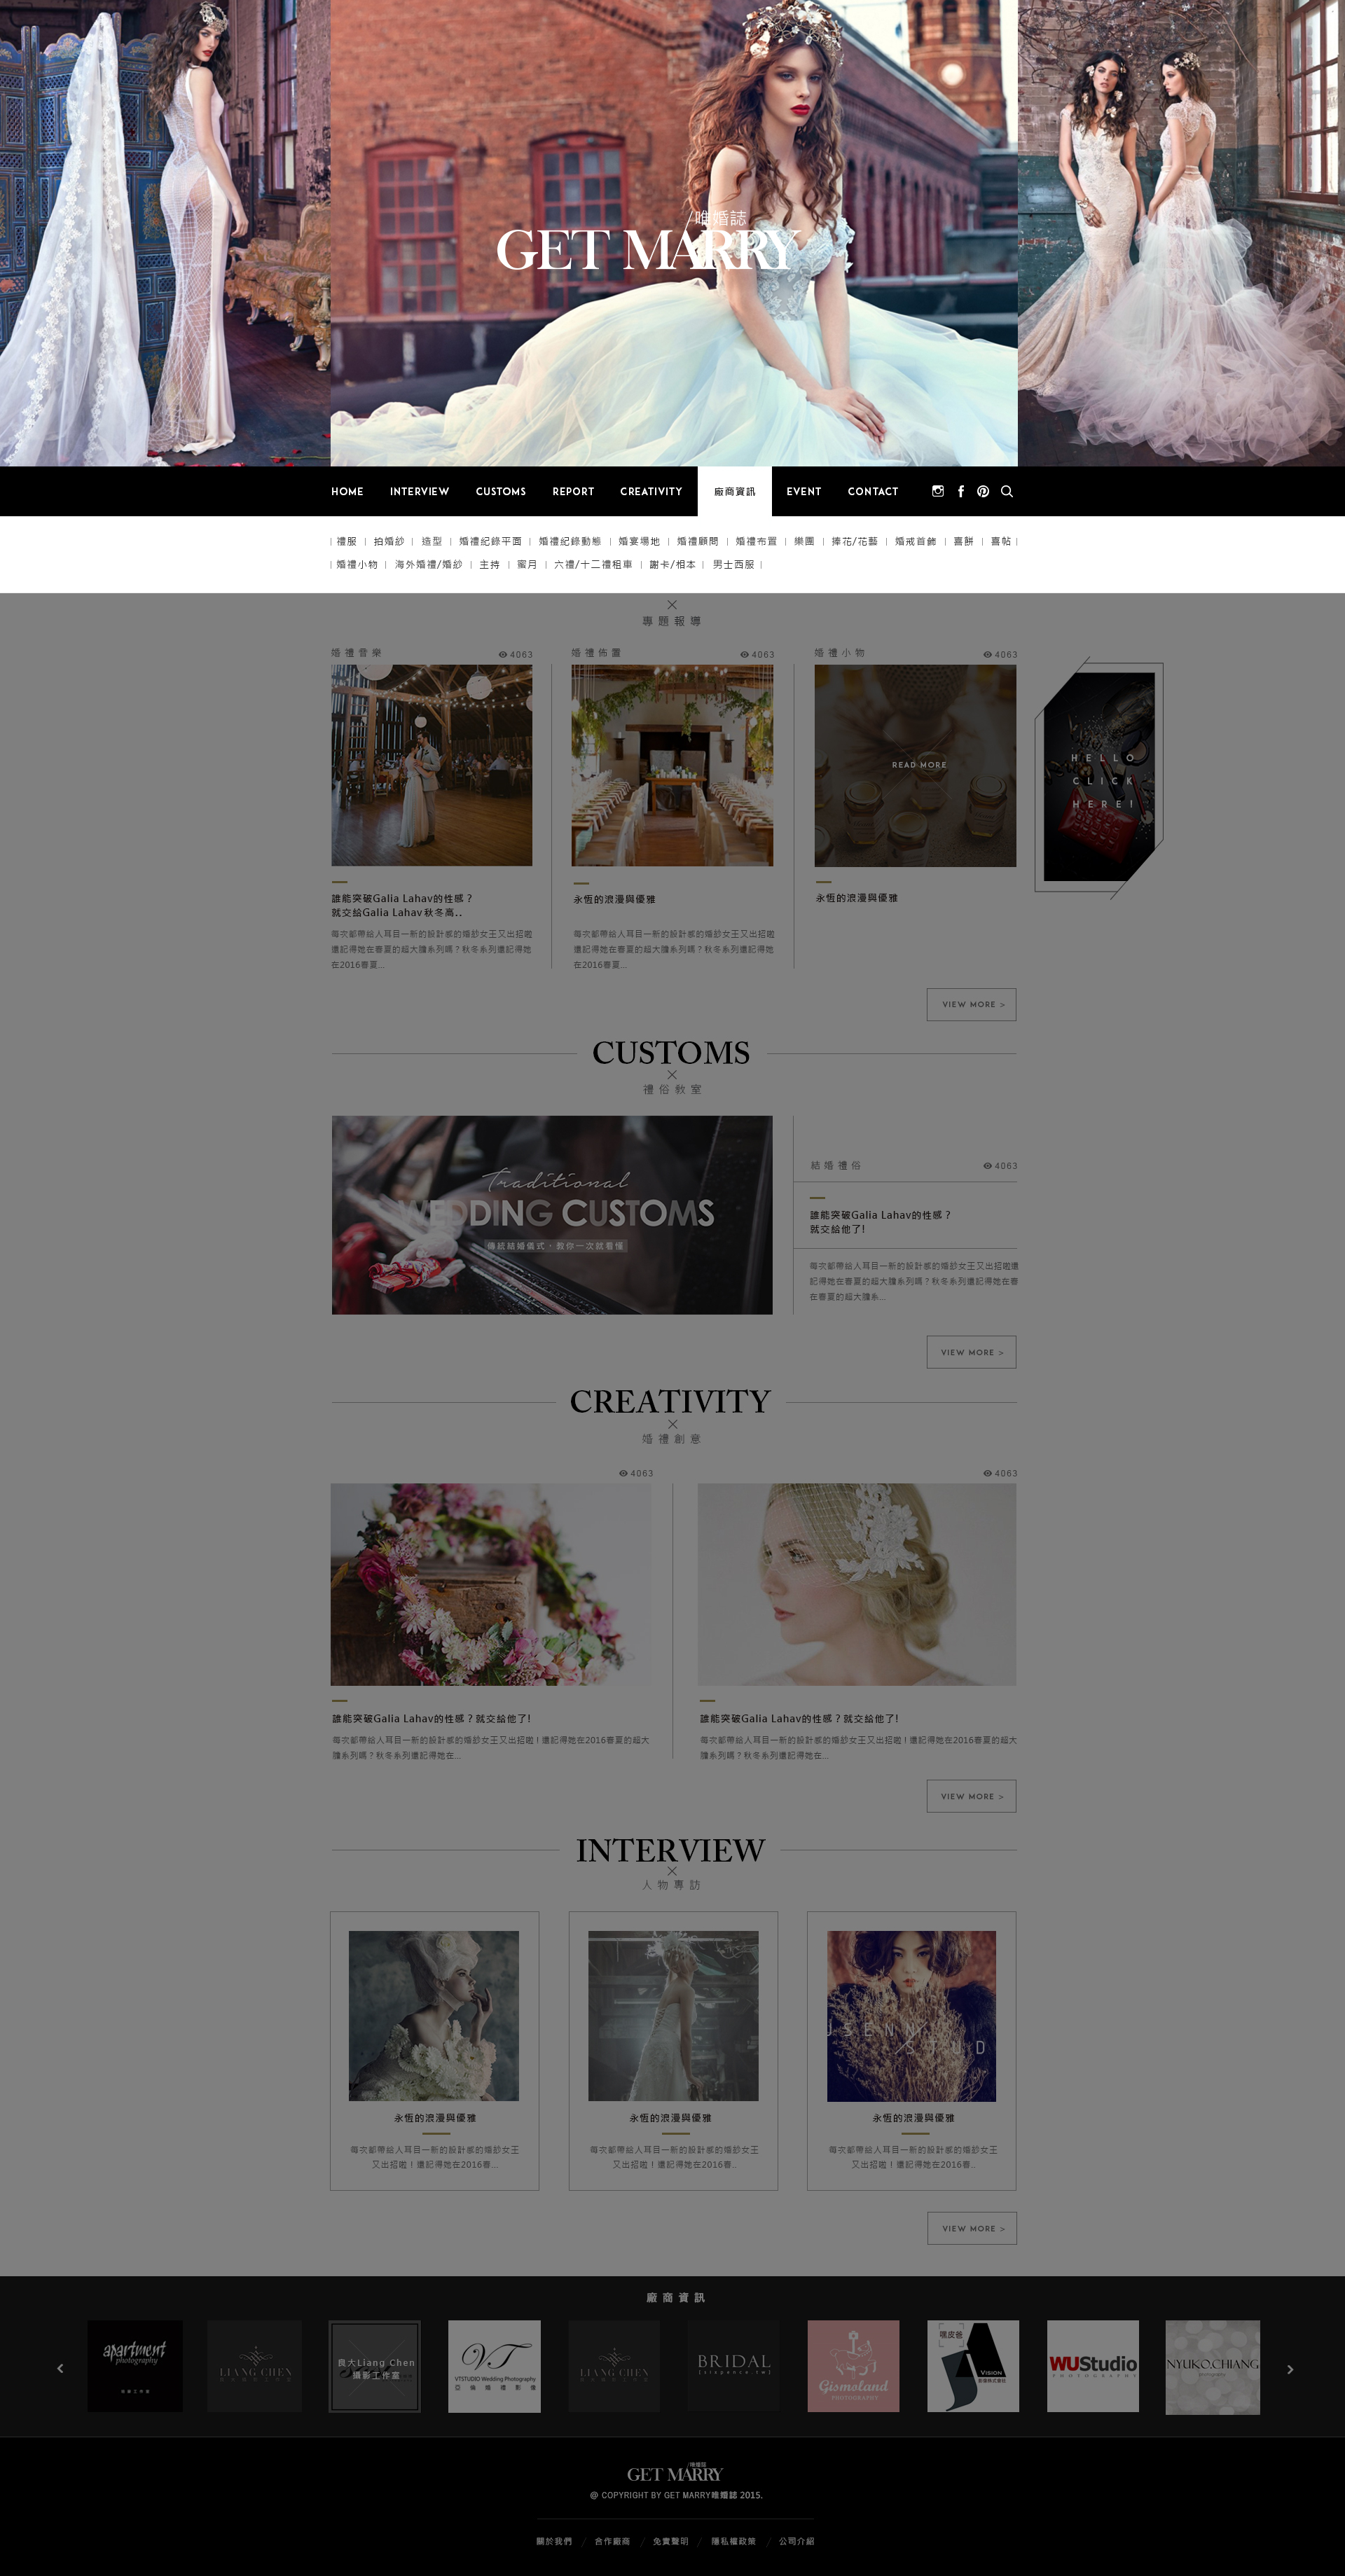 /唯婚誌
GET MARRY
HOME INTERVIEW CUSTOMS REPORT CREATIVITY 廠商資訊 EVENT CONTACT
| 禮服 | 拍婚紗 | 造型 | 婚禮紀錄平面 | 婚禮紀錄動態 | 婚宴場地 | 婚禮顧問 | 婚禮布置 | 樂團 | 捧花/花藝 | 婚戒首飾 | 喜餅 | 喜帖 |
| 婚禮小物 | 海外婚禮/婚紗 | 主持 | 蜜月 | 六禮/十二禮租車 | 謝卡/相本 | 男士西服 |
專題報導
婚禮音樂 4063 婚禮佈置 4063 婚禮小物 4063
READ MORE
HELLO
CLICK
HERE!
誰能突破Galia Lahav的性感？
就交給Galia Lahav秋冬高..
永恆的浪漫與優雅
永恆的浪漫與優雅
每次都帶給人耳目一新的設計感的婚紗女王又出招啦
還記得她在春夏的超大膽系列嗎？秋冬系列還記得她
在2016春夏...
每次都帶給人耳目一新的設計感的婚紗女王又出招啦
還記得她在春夏的超大膽系列嗎？秋冬系列還記得她
在2016春夏...
VIEW MORE >
CUSTOMS
禮俗教室
Traditional
WEDDING CUSTOMS
傳統結婚儀式・教你一次就看懂
結婚禮俗 4063
誰能突破Galia Lahav的性感？
就交給他了!
每次都帶給人耳目一新的設計感的婚紗女王又出招啦還
記得她在春夏的超大膽系列嗎？秋冬系列還記得她在春
在春夏的超大膽系...
VIEW MORE >
CREATIVITY
婚禮創意
4063 4063
誰能突破Galia Lahav的性感？就交給他了!
每次都帶給人耳目一新的設計感的婚紗女王又出招啦！還記得她在2016春夏的超大
膽系列嗎？秋冬系列還記得她在...
誰能突破Galia Lahav的性感？就交給他了!
每次都帶給人耳目一新的設計感的婚紗女王又出招啦！還記得她在2016春夏的超大
膽系列嗎？秋冬系列還記得她在...
VIEW MORE >
INTERVIEW
人物專訪
JSENN
STUD
永恆的浪漫與優雅
每次都帶給人耳目一新的設計感的婚紗女王
又出招啦！還記得她在2016春...
永恆的浪漫與優雅
每次都帶給人耳目一新的設計感的婚紗女王
又出招啦！還記得她在2016春..
永恆的浪漫與優雅
每次都帶給人耳目一新的設計感的婚紗女王
又出招啦！還記得她在2016春..
VIEW MORE >
廠商資訊
apartment
photography
LIANG CHEN
良大Liang Chen
攝影工作室
VT
VTSTUDIO Wedding Photography
LIANG CHEN
BRIDAL
Gismoland
PHOTOGRAPHY
嘿皮爸
VISION
WUStudio
PHOTOGRAPHY
NYUKO.CHIANG
photography
/唯婚誌
GET MARRY
@ COPYRIGHT BY GET MARRY唯婚誌 2015.
關於我們 / 合作廠商 / 免責聲明 / 隱私權政策 / 公司介紹